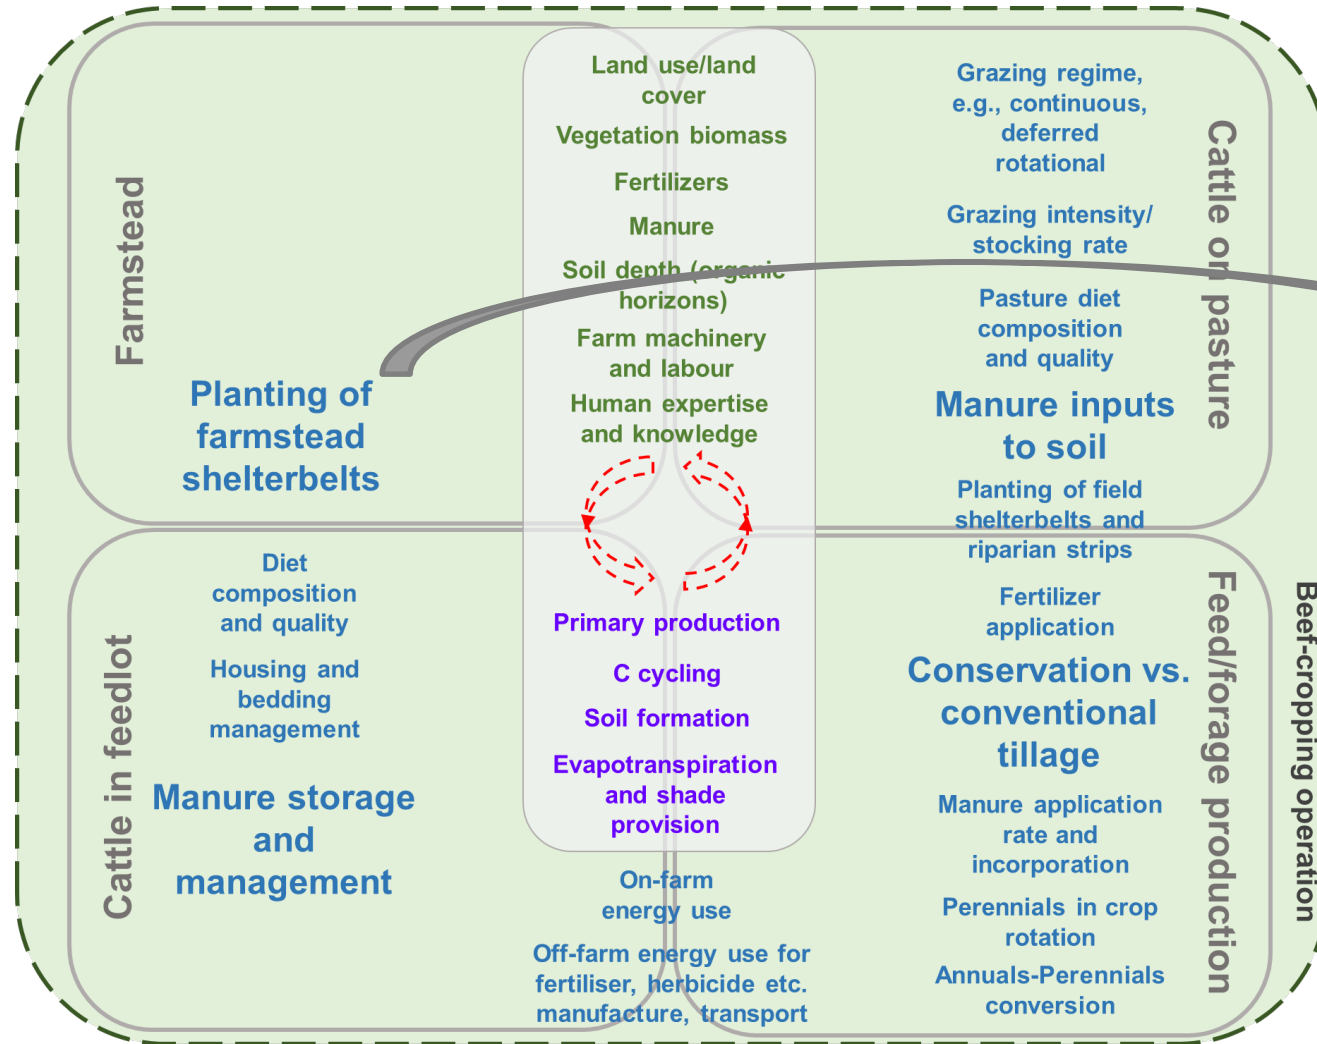 Farmstead
Planting of
farmstead
shelterbelts
Land use/land
cover
Vegetation biomass
Fertilizers
Manure
Soil depth (organic
horizons)
Farm machinery
and labour
Human expertise
and knowledge
Grazing regime,
e.g., continuous,
deferred
rotational
Grazing intensity/
stocking rate
Pasture diet
composition
and quality
Manure inputs
to soil
Planting of field
shelterbelts and
riparian strips
Cattle on pasture
Cattle in feedlot
Diet
composition
and quality
Housing and
bedding
management
Manure storage
and
management
Primary production
C cycling
Soil formation
Evapotranspiration
and shade
provision
On-farm
energy use
Off-farm energy use for
fertiliser, herbicide etc.
manufacture, transport
Fertilizer
application
Conservation vs.
conventional
tillage
Manure application
rate and
incorporation
Perennials in crop
rotation
Annuals-Perennials
conversion
Feed/forage production
Beef-cropping operation